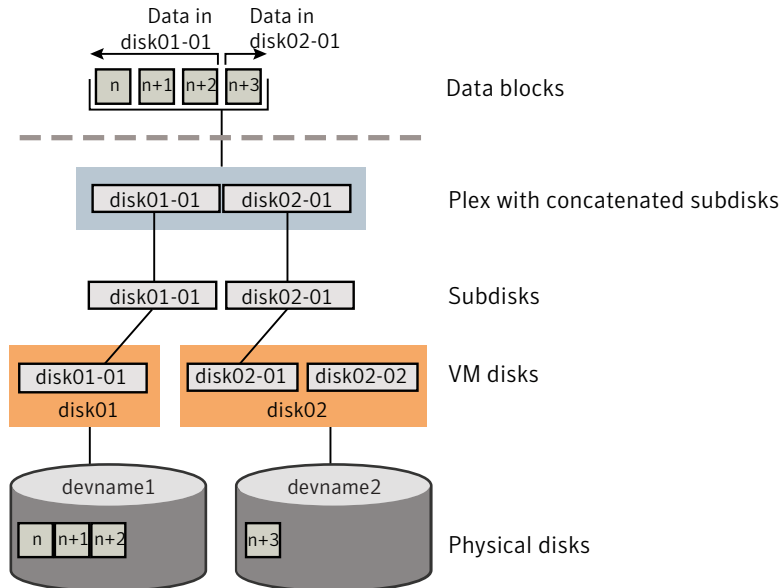 Data in
disk01-01
Data in
disk02-01
n n+1 n+2 n+3
Data blocks
disk01-01 disk02-01
Plex with concatenated subdisks
disk01-01 disk02-01
Subdisks
disk01-01 disk02-01 disk02-02
VM disks
disk01 disk02
devname1 devname2
n n+1 n+2 n+3
Physical disks